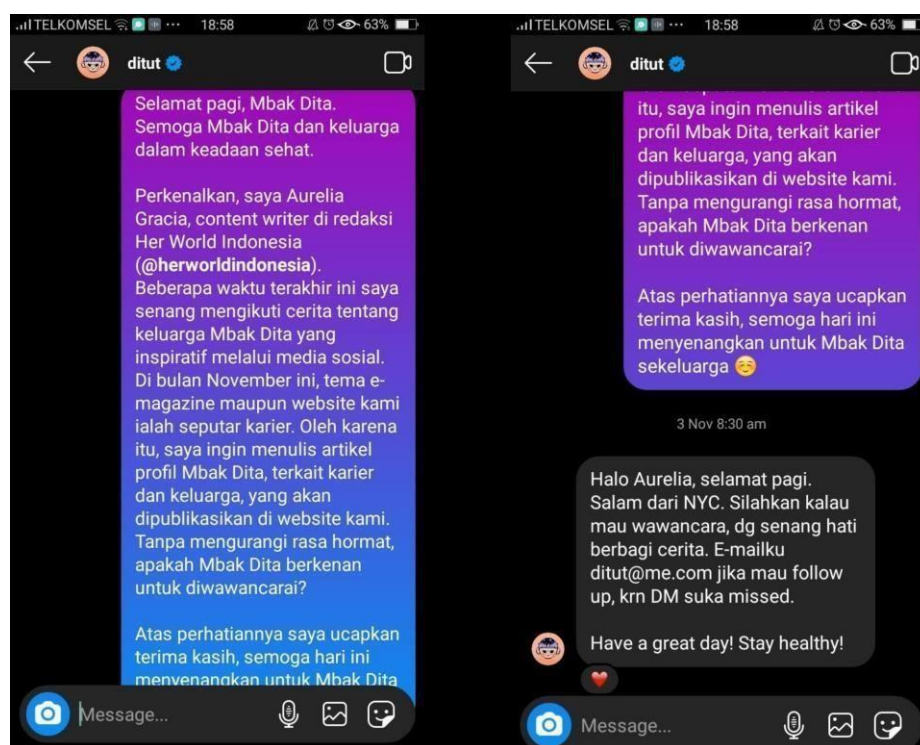 TELKOMSEL 18:58 63%
ditut
Selamat pagi, Mbak Dita.
Semoga Mbak Dita dan keluarga
dalam keadaan sehat.
Perkenalkan, saya Aurelia
Gracia, content writer di redaksi
Her World Indonesia
(@herworldindonesia).
Beberapa waktu terakhir ini saya
senang mengikuti cerita tentang
keluarga Mbak Dita yang
inspiratif melalui media sosial.
Di bulan November ini, tema e-
magazine maupun website kami
ialah seputar karier. Oleh karena
itu, saya ingin menulis artikel
profil Mbak Dita, terkait karier
dan keluarga, yang akan
dipublikasikan di website kami.
Tanpa mengurangi rasa hormat,
apakah Mbak Dita berkenan
untuk diwawancarai?
Atas perhatiannya saya ucapkan
terima kasih, semoga hari ini
menyenangkan untuk Mbak Dita
Message...
TELKOMSEL 18:58 63%
ditut
itu, saya ingin menulis artikel
profil Mbak Dita, terkait karier
dan keluarga, yang akan
dipublikasikan di website kami.
Tanpa mengurangi rasa hormat,
apakah Mbak Dita berkenan
untuk diwawancarai?
Atas perhatiannya saya ucapkan
terima kasih, semoga hari ini
menyenangkan untuk Mbak Dita
sekeluarga ☺️
3 Nov 8:30 am
Halo Aurelia, selamat pagi.
Salam dari NYC. Silahkan kalau
mau wawancara, dg senang hati
berbagi cerita. E-mailku
ditut@me.com jika mau follow
up, krn DM suka missed.
Have a great day! Stay healthy!
Message...